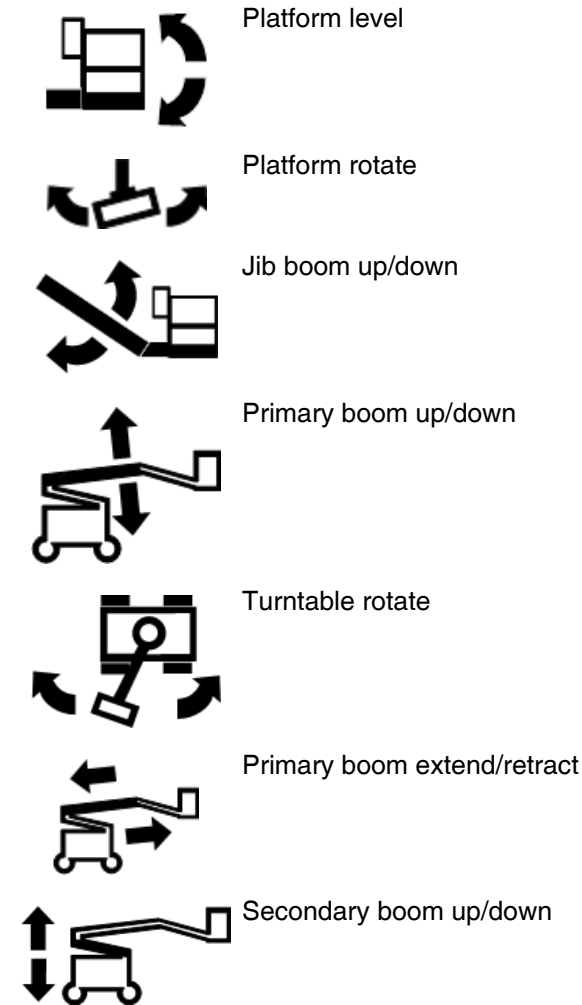 Platform level
Platform rotate
Jib boom up/down
Primary boom up/down
Turntable rotate
Primary boom extend/retract
Secondary boom up/down